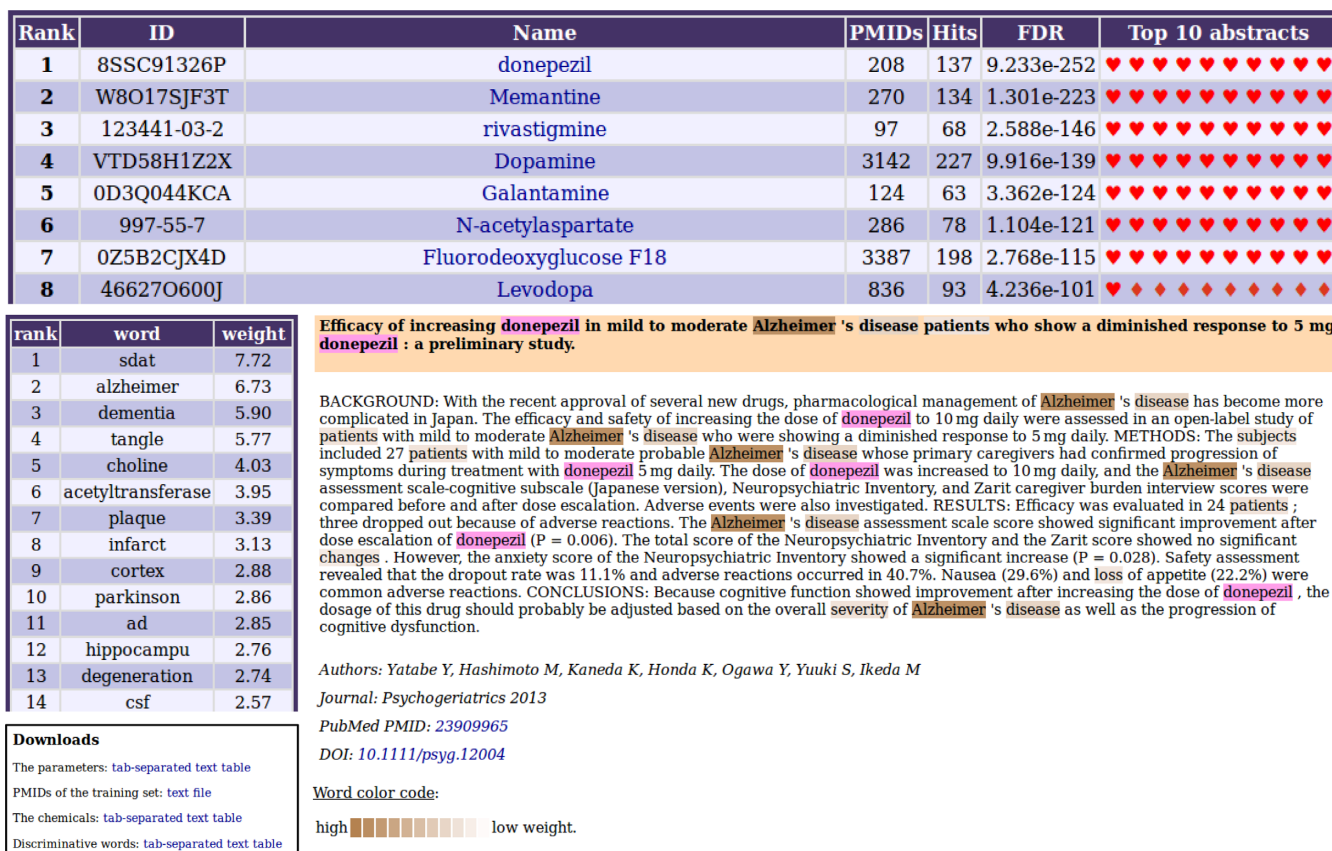 Rank ID Name PMIDs Hits FDR Top 10 abstracts
1 8SSC91326P donepezil 208 137 9.233e-252 ♥ ♥ ♥ ♥ ♥ ♥ ♥ ♥ ♥ ♥
2 W8O17SJF3T Memantine 270 134 1.301e-223 ♥ ♥ ♥ ♥ ♥ ♥ ♥ ♥ ♥ ♥
3 123441-03-2 rivastigmine 97 68 2.588e-146 ♥ ♥ ♥ ♥ ♥ ♥ ♥ ♥ ♥ ♥
4 VTD58H1Z2X Dopamine 3142 227 9.916e-139 ♥ ♥ ♥ ♥ ♥ ♥ ♥ ♥ ♥ ♥
5 0D3Q044KCA Galantamine 124 63 3.362e-124 ♥ ♥ ♥ ♥ ♥ ♥ ♥ ♥ ♥ ♥
6 997-55-7 N-acetylaspartate 286 78 1.104e-121 ♥ ♥ ♥ ♥ ♥ ♥ ♥ ♥ ♥ ♥
7 0Z5B2CJX4D Fluorodeoxyglucose F18 3387 198 2.768e-115 ♥ ♥ ♥ ♥ ♥ ♥ ♥ ♥ ♥ ♥
8 46627O600J Levodopa 836 93 4.236e-101 ♥ ♦ ♦ ♦ ♦ ♦ ♦ ♦ ♦ ♦
rank word weight
1 sdat 7.72
2 alzheimer 6.73
3 dementia 5.90
4 tangle 5.77
5 choline 4.03
6 acetyltransferase 3.95
7 plaque 3.39
8 infarct 3.13
9 cortex 2.88
10 parkinson 2.86
11 ad 2.85
12 hippocampu 2.76
13 degeneration 2.74
14 csf 2.57
Downloads
The parameters: tab-separated text table
PMIDs of the training set: text file
The chemicals: tab-separated text table
Discriminative words: tab-separated text table
Efficacy of increasing donepezil in mild to moderate Alzheimer 's disease patients who show a diminished response to 5 mg
donepezil : a preliminary study.
BACKGROUND: With the recent approval of several new drugs, pharmacological management of Alzheimer 's disease has become more
complicated in Japan. The efficacy and safety of increasing the dose of donepezil to 10 mg daily were assessed in an open-label study of
patients with mild to moderate Alzheimer 's disease who were showing a diminished response to 5 mg daily. METHODS: The subjects
included 27 patients with mild to moderate probable Alzheimer 's disease whose primary caregivers had confirmed progression of
symptoms during treatment with donepezil 5 mg daily. The dose of donepezil was increased to 10 mg daily, and the Alzheimer 's disease
assessment scale-cognitive subscale (Japanese version), Neuropsychiatric Inventory, and Zarit caregiver burden interview scores were
compared before and after dose escalation. Adverse events were also investigated. RESULTS: Efficacy was evaluated in 24 patients ;
three dropped out because of adverse reactions. The Alzheimer 's disease assessment scale score showed significant improvement after
dose escalation of donepezil (P = 0.006). The total score of the Neuropsychiatric Inventory and the Zarit score showed no significant
changes . However, the anxiety score of the Neuropsychiatric Inventory showed a significant increase (P = 0.028). Safety assessment
revealed that the dropout rate was 11.1% and adverse reactions occurred in 40.7%. Nausea (29.6%) and loss of appetite (22.2%) were
common adverse reactions. CONCLUSIONS: Because cognitive function showed improvement after increasing the dose of donepezil , the
dosage of this drug should probably be adjusted based on the overall severity of Alzheimer 's disease as well as the progression of
cognitive dysfunction.
Authors: Yatabe Y, Hashimoto M, Kaneda K, Honda K, Ogawa Y, Yuuki S, Ikeda M
Journal: Psychogeriatrics 2013
PubMed PMID: 23909965
DOI: 10.1111/psyg.12004
Word color code:
high low weight.